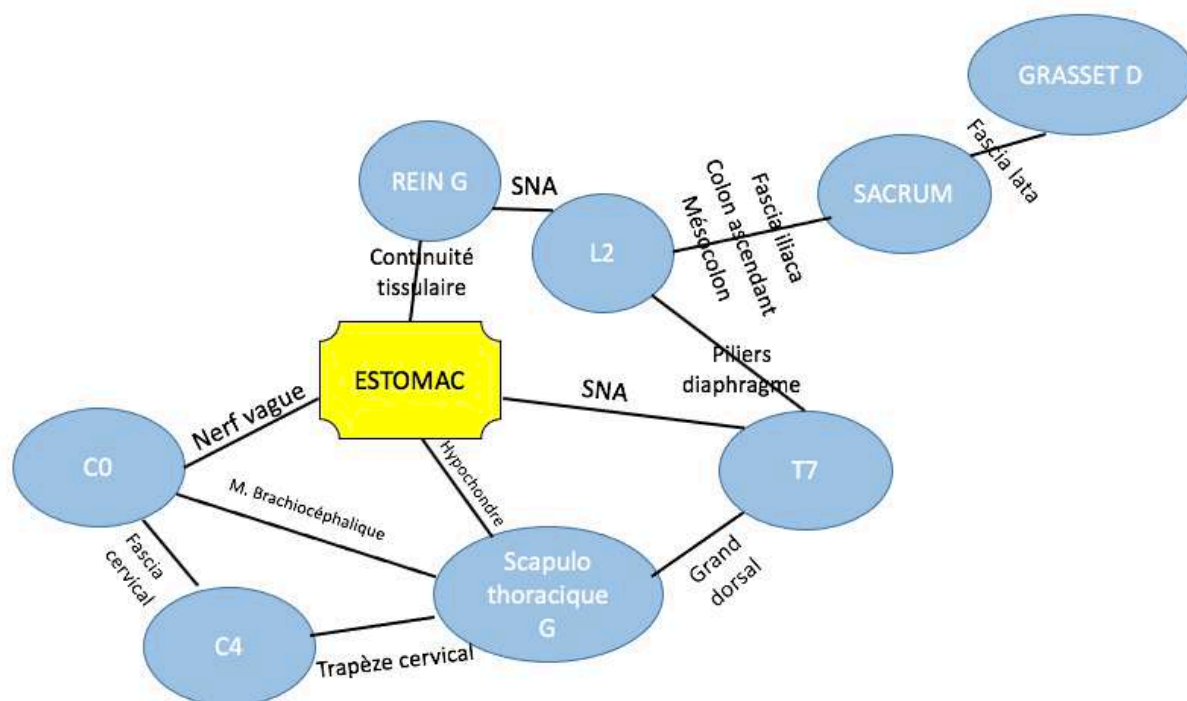 GRASSET D
Fascia lata
SACRUM
REIN G
SNA
L2
Fascia iliaca
Colon ascendant
Mésocolon
Continuité
tissulaire
ESTOMAC
SNA
Piliers
diaphragme
Nerf vague
Hypochondre
C0
T7
M. Brachiocéphalique
Fascia
cervical
Scapulo
thoracique
G
Grand
dorsal
C4
Trapèze cervical